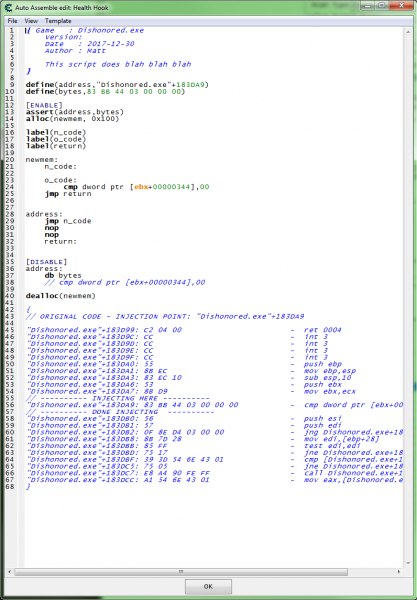 Auto Assemble edit: Health Hook
File View Template
1 {{ Game : Dishonored.exe
2 Version:
3 Date : 2017-12-30
4 Author : Matt
5
6 This script does blah blah blah
7 }
8
9 define(address,"Dishonored.exe"+183DA9)
10 define(bytes,83 BB 44 03 00 00 00)
11
12 [ENABLE]
13 assert(address,bytes)
14 alloc(newmem, 0x100)
15
16 label(n_code)
17 label(o_code)
18 label(return)
19
20 newmem:
21 n_code:
22
23 o_code:
24 cmp dword ptr [ebx+00000344],00
25 jmp return
26
27
28 address:
29 jmp n_code
30 nop
31 nop
32 return:
33
34
35 [DISABLE]
36 address:
37 db bytes
38 // cmp dword ptr [ebx+00000344],00
39
40 dealloc(newmem)
41
42 {
43 // ORIGINAL CODE - INJECTION POINT: "Dishonored.exe"+183DA9
44
45 "Dishonored.exe"+183D99: C2 04 00 - ret 0004
46 "Dishonored.exe"+183D9C: CC - int 3
47 "Dishonored.exe"+183D9D: CC - int 3
48 "Dishonored.exe"+183D9E: CC - int 3
49 "Dishonored.exe"+183D9F: CC - int 3
50 "Dishonored.exe"+183DA0: 55 - push ebp
51 "Dishonored.exe"+183DA1: 8B EC - mov ebp,esp
52 "Dishonored.exe"+183DA3: 83 EC 10 - sub esp,10
53 "Dishonored.exe"+183DA6: 53 - push ebx
54 "Dishonored.exe"+183DA7: 8B D9 - mov ebx,ecx
55 // ---------- INJECTING HERE ----------
56 "Dishonored.exe"+183DA9: 83 BB 44 03 00 00 00 - cmp dword ptr [ebx+00
57 // ---------- DONE INJECTING ----------
58 "Dishonored.exe"+183DB0: 56 - push esi
59 "Dishonored.exe"+183DB1: 57 - push edi
60 "Dishonored.exe"+183DB2: 0F 8E D4 03 00 00 - jng Dishonored.exe+18
61 "Dishonored.exe"+183DB8: 8B 7D 28 - mov edi,[ebp+28]
62 "Dishonored.exe"+183DBB: 85 FF - test edi,edi
63 "Dishonored.exe"+183DBD: 75 17 - jne Dishonored.exe+18
64 "Dishonored.exe"+183DBF: 39 3D 54 6E 43 01 - cmp [Dishonored.exe+1
65 "Dishonored.exe"+183DC5: 75 05 - jne Dishonored.exe+18
66 "Dishonored.exe"+183DC7: E8 A4 90 FE FF - call Dishonored.exe+1
67 "Dishonored.exe"+183DCC: A1 54 6E 43 01 - mov eax,[Dishonored.e
68 }
OK